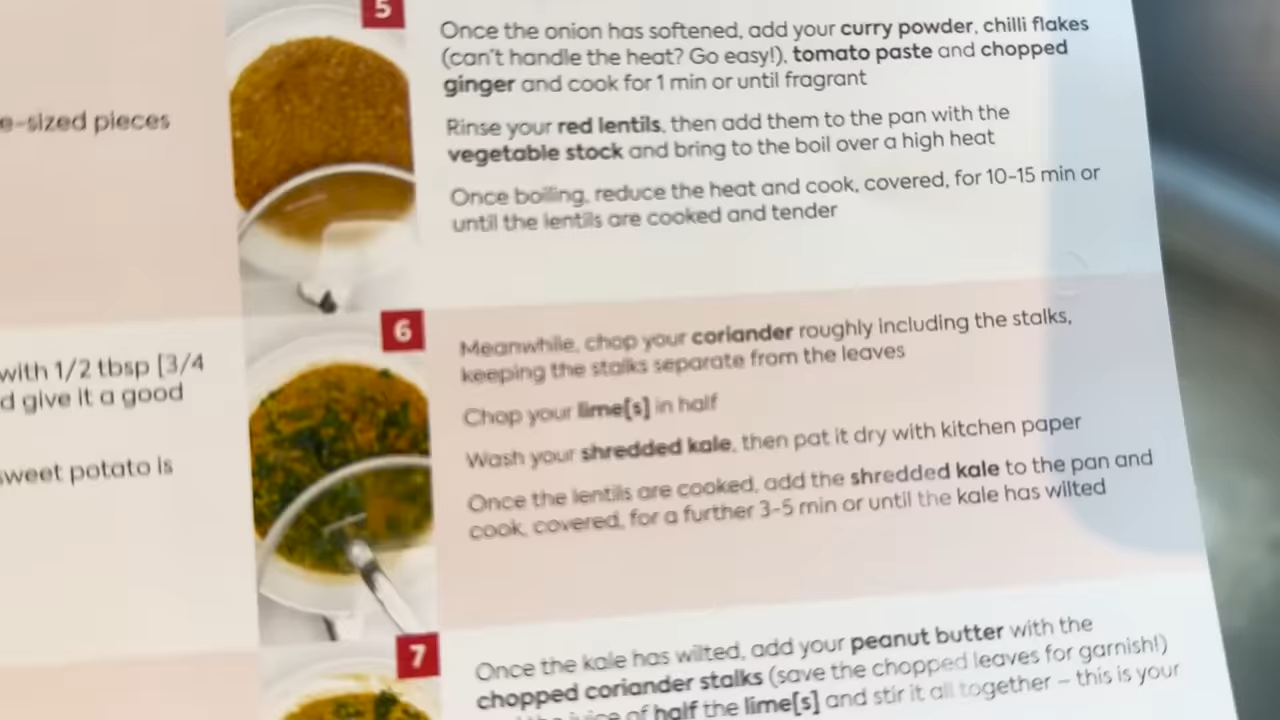 e-sized pieces
with 1/2 tbsp [3/4
d give it a good
sweet potato is
5
Once the onion has softened, add your curry powder, chilli flakes
(can't handle the heat? Go easy!), tomato paste and chopped
ginger and cook for 1 min or until fragrant
Rinse your red lentils, then add them to the pan with the
vegetable stock and bring to the boil over a high heat
Once boiling, reduce the heat and cook, covered, for 10-15 min or
until the lentils are cooked and tender
6
Meanwhile, chop your coriander roughly including the stalks,
keeping the stalks separate from the leaves
Chop your lime[s] in half
Wash your shredded kale, then pat it dry with kitchen paper
Once the lentils are cooked, add the shredded kale to the pan and
cook, covered, for a further 3-5 min or until the kale has wilted
7
Once the kale has wilted, add your peanut butter with the
chopped coriander stalks (save the chopped leaves for garnish!)
the juice of half the lime[s] and stir it all together – this is your